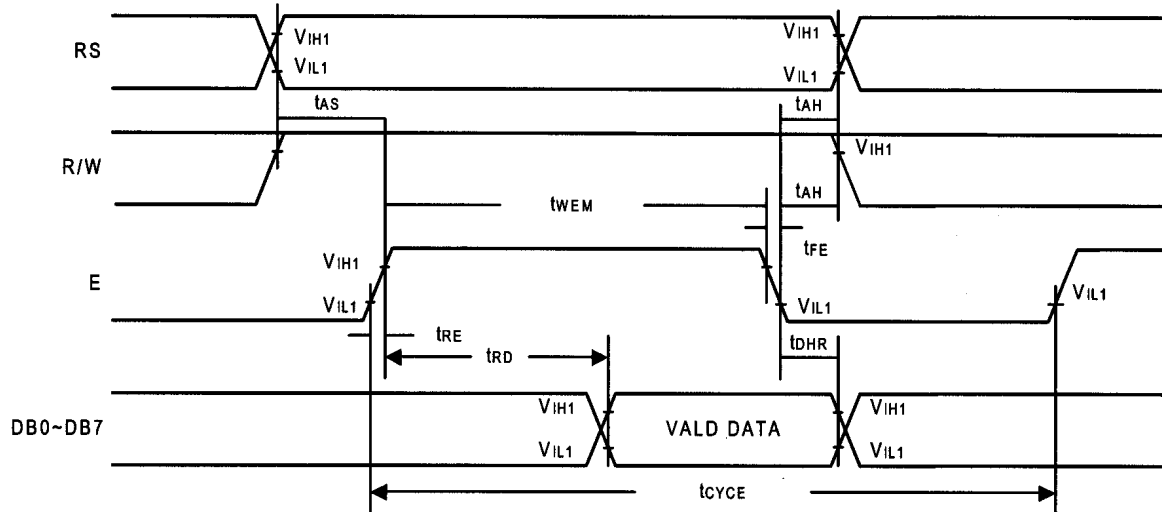 RS
VIH1
VIL1
VIH1
VIL1
tAS
tAH
R/W
VIH1
tWEM
tAH
tFE
E
VIH1
VIL1
VIL1
VIL1
tRE
tRD
tDHR
DB0~DB7
VIH1
VIL1
VALD DATA
VIH1
VIL1
tCYCE